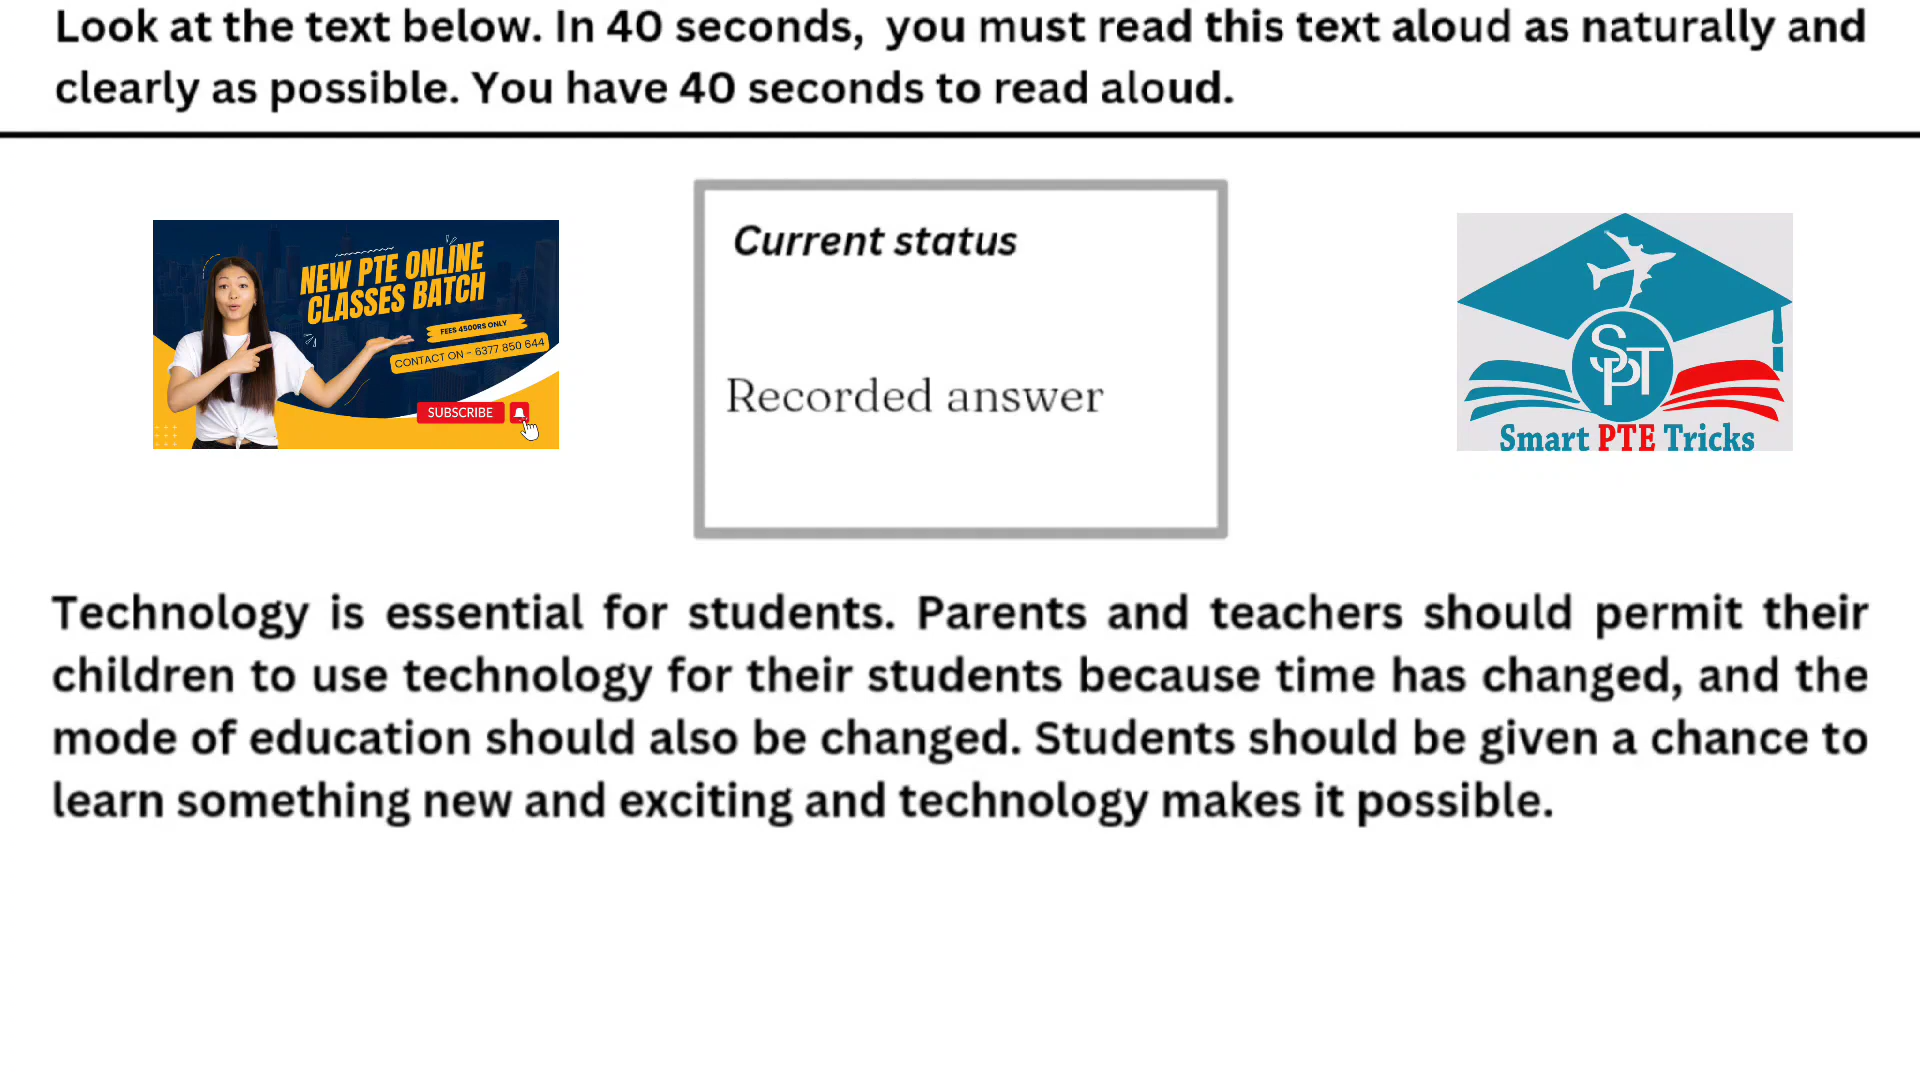 Look at the text below. In 40 seconds, you must read this text aloud as naturally and
clearly as possible. You have 40 seconds to read aloud.
NEW PTE ONLINE
CLASSES BATCH
FEES 4500RS ONLY
CONTACT ON - 6377 850 644
SUBSCRIBE
Current status
Recorded answer
SPT
Smart PTE Tricks
Technology is essential for students. Parents and teachers should permit their
children to use technology for their students because time has changed, and the
mode of education should also be changed. Students should be given a chance to
learn something new and exciting and technology makes it possible.